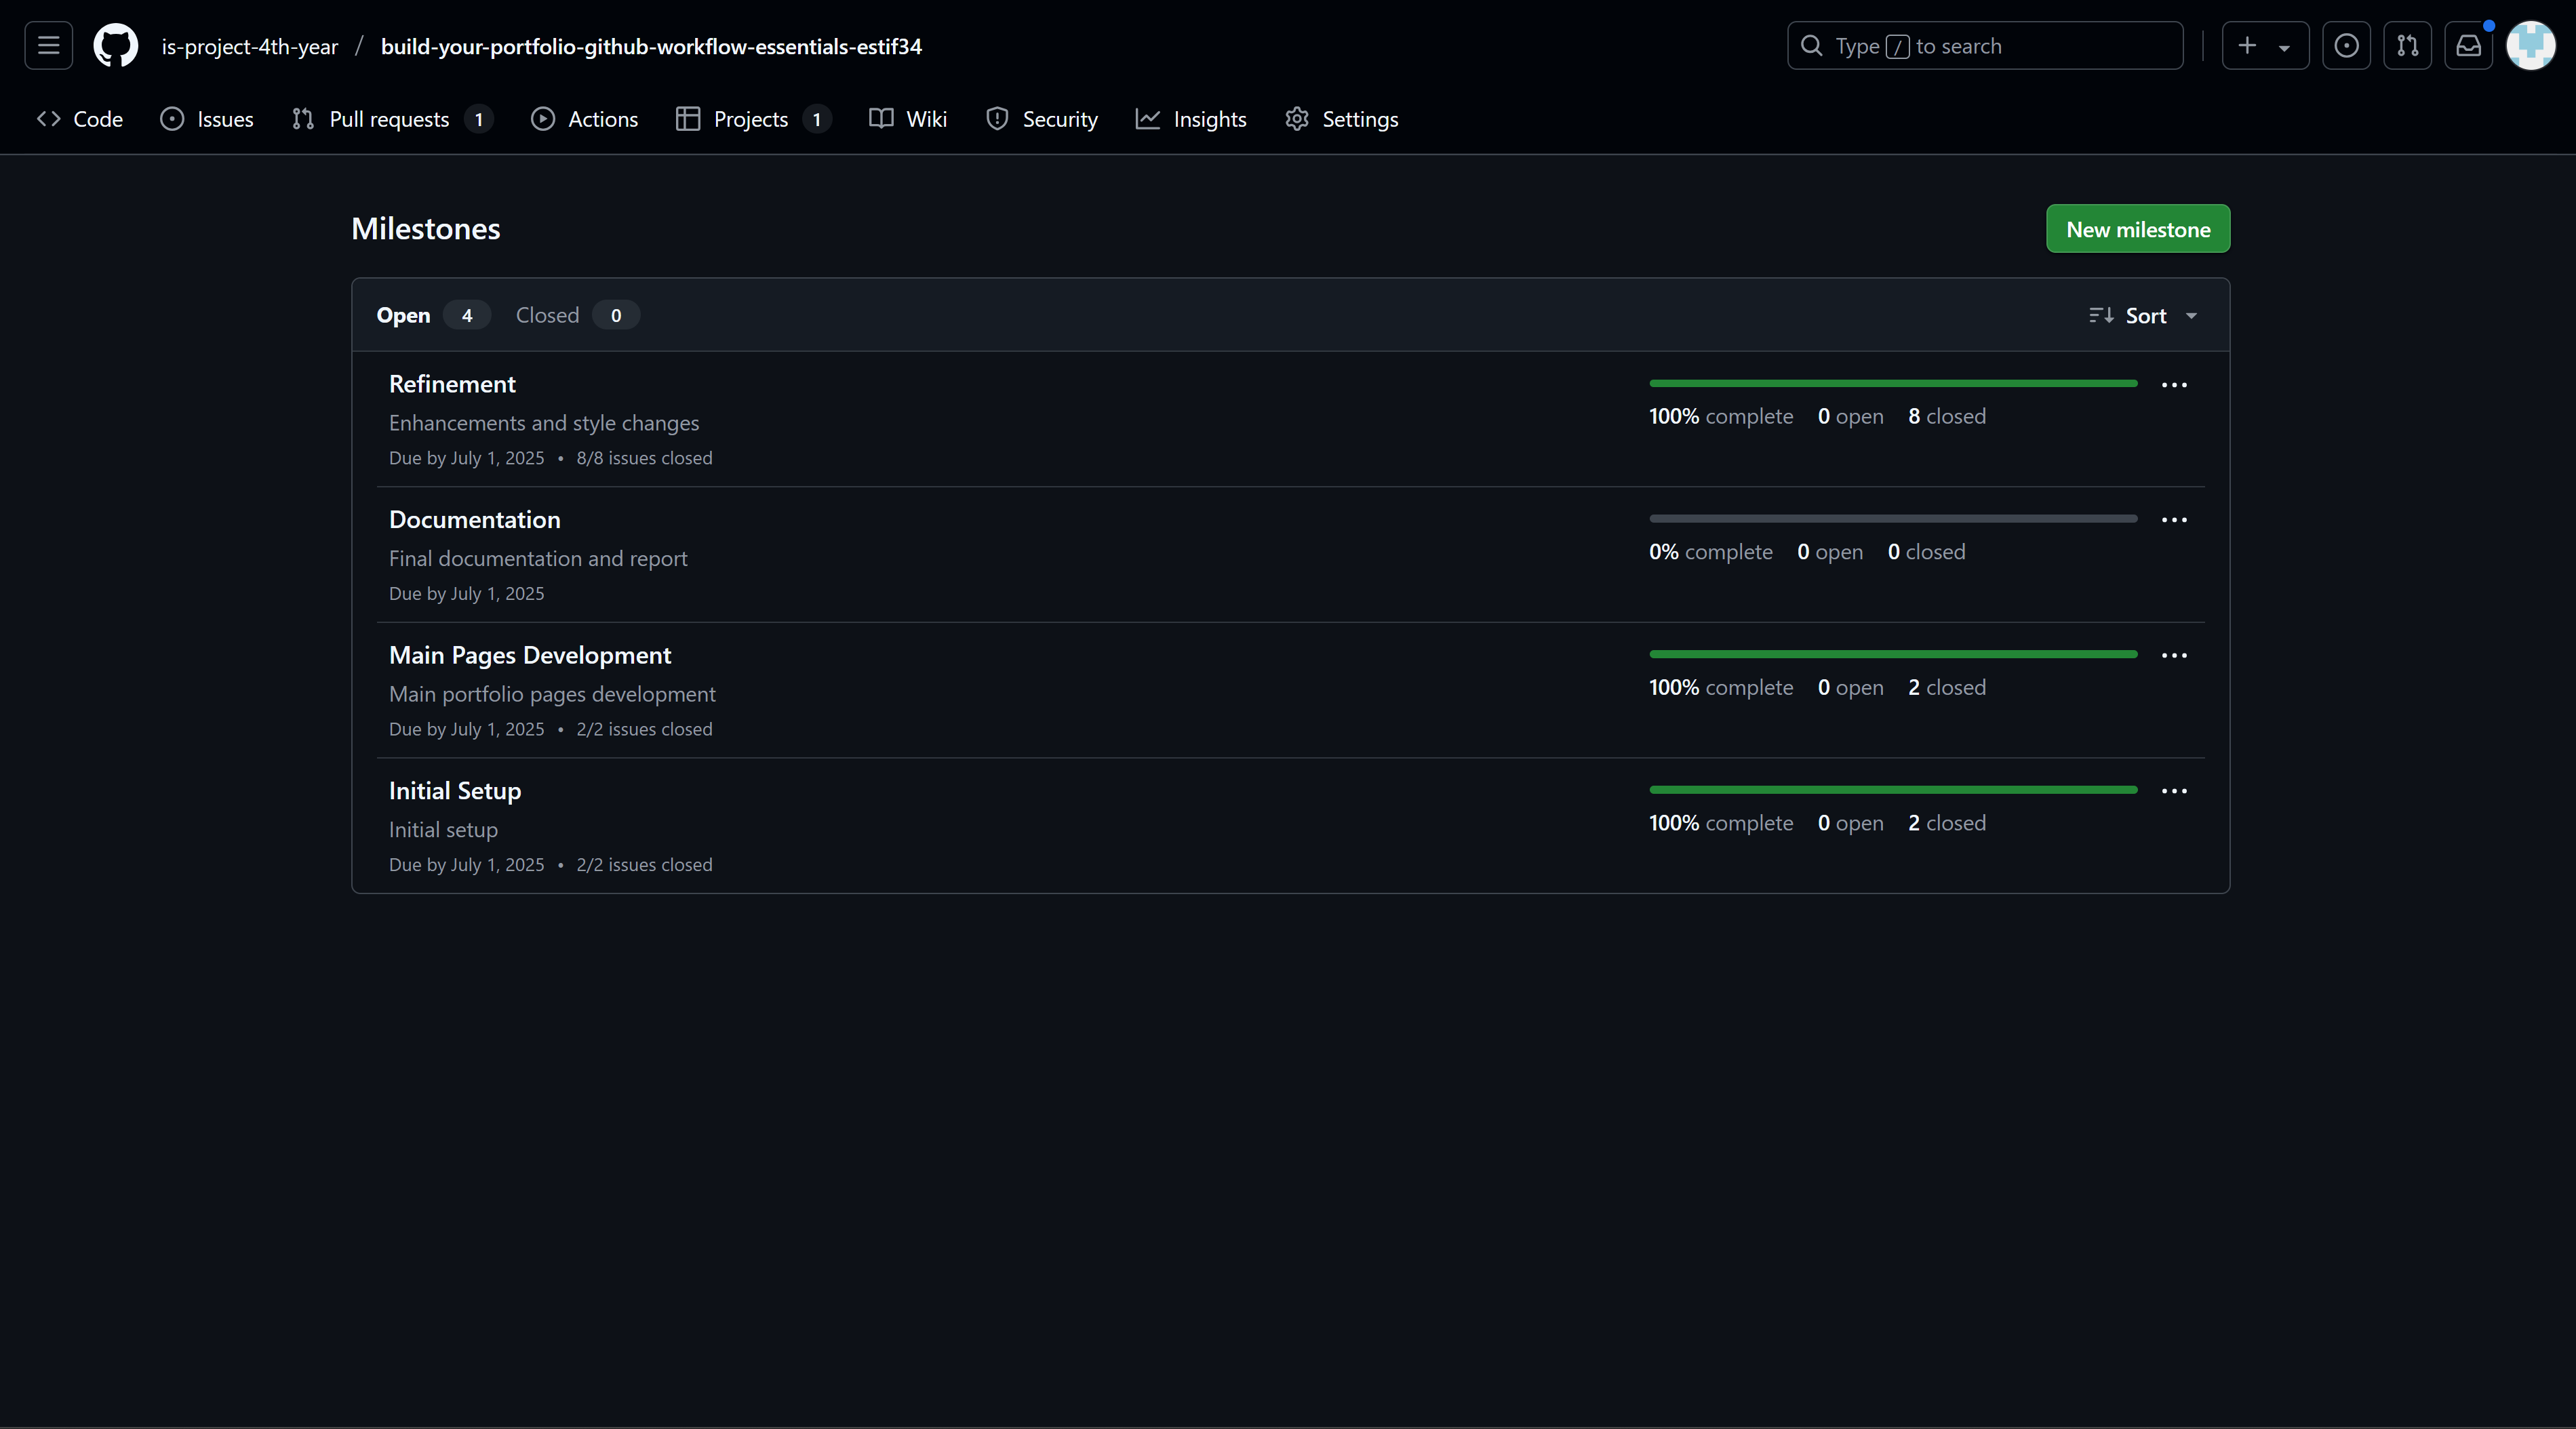 is-project-4th-year / build-your-portfolio-github-workflow-essentials-estif34
Type / to search
Code Issues Pull requests 1 Actions Projects 1 Wiki Security Insights Settings
Milestones
New milestone
Open 4 Closed 0
Sort
Refinement
100% complete 0 open 8 closed
Enhancements and style changes
Due by July 1, 2025 • 8/8 issues closed
Documentation
0% complete 0 open 0 closed
Final documentation and report
Due by July 1, 2025
Main Pages Development
100% complete 0 open 2 closed
Main portfolio pages development
Due by July 1, 2025 • 2/2 issues closed
Initial Setup
100% complete 0 open 2 closed
Initial setup
Due by July 1, 2025 • 2/2 issues closed